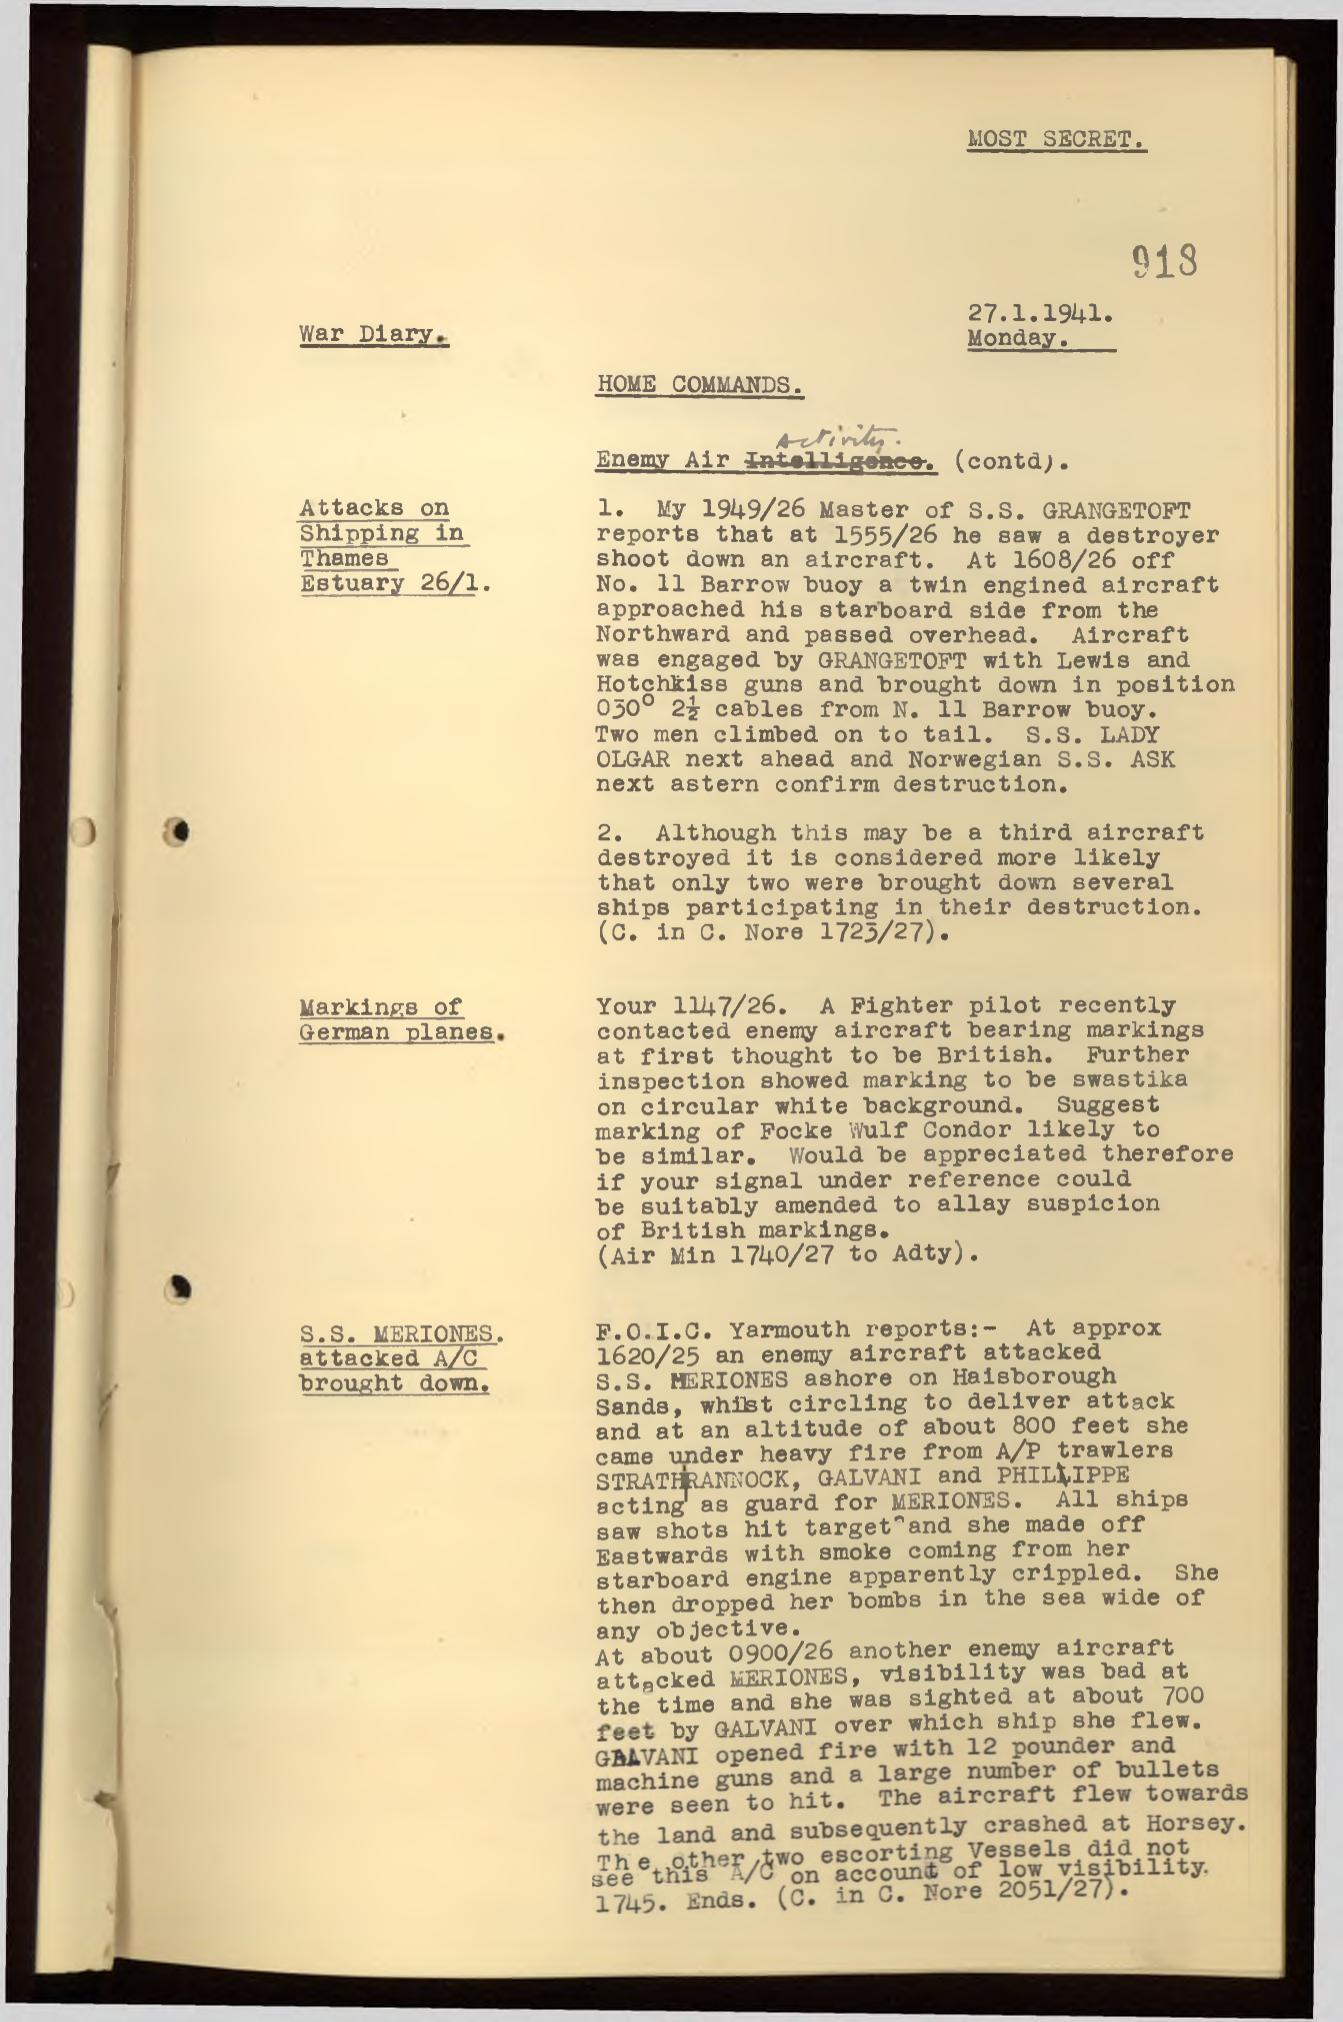 MOST SECRET.
918
27.1.1941.
War Diary.
Monday.
HOME COMMANDS.
activity.
Enemy Air Intelligence. (contd).
Attacks on
Shipping in
Thames
Estuary 26/1.
1. My 1949/26 Master of S.S. GRANGETOFT
reports that at 1555/26 he saw a destroyer
shoot down an aircraft. At 1608/26 off
No. 11 Barrow buoy a twin engined aircraft
approached his starboard side from the
Northward and passed overhead. Aircraft
was engaged by GRANGETOFT with Lewis and
Hotchkiss guns and brought down in position
030° 2½ cables from N. 11 Barrow buoy.
Two men climbed on to tail. S.S. LADY
OLGAR next ahead and Norwegian S.S. ASK
next astern confirm destruction.
2. Although this may be a third aircraft
destroyed it is considered more likely
that only two were brought down several
ships participating in their destruction.
(C. in C. Nore 1723/27).
Markings of
German planes.
Your 1147/26. A Fighter pilot recently
contacted enemy aircraft bearing markings
at first thought to be British. Further
inspection showed marking to be swastika
on circular white background. Suggest
marking of Focke Wulf Condor likely to
be similar. Would be appreciated therefore
if your signal under reference could
be suitably amended to allay suspicion
of British markings.
(Air Min 1740/27 to Adty).
S.S. MERIONES.
attacked A/C
brought down.
F.O.I.C. Yarmouth reports:- At approx
1620/25 an enemy aircraft attacked
S.S. MERIONES ashore on Haisborough
Sands, whilst circling to deliver attack
and at an altitude of about 800 feet she
came under heavy fire from A/P trawlers
STRATHRANNOCK, GALVANI and PHILLIPPE
acting as guard for MERIONES. All ships
saw shots hit target and she made off
Eastwards with smoke coming from her
starboard engine apparently crippled. She
then dropped her bombs in the sea wide of
any objective.
At about 0900/26 another enemy aircraft
attacked MERIONES, visibility was bad at
the time and she was sighted at about 700
feet by GALVANI over which ship she flew.
GALVANI opened fire with 12 pounder and
machine guns and a large number of bullets
were seen to hit. The aircraft flew towards
the land and subsequently crashed at Horsey.
The other two escorting Vessels did not
see this A/C on account of low visibility.
1745. Ends. (C. in C. Nore 2051/27).